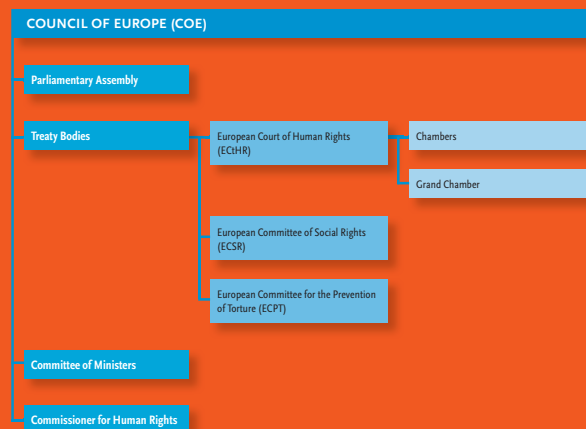 COUNCIL OF EUROPE (COE)
Parliamentary Assembly
Treaty Bodies
European Court of Human Rights
(ECtHR)
Chambers
Grand Chamber
European Committee of Social Rights
(ECSR)
European Committee for the Prevention
of Torture (ECPT)
Committee of Ministers
Commissioner for Human Rights